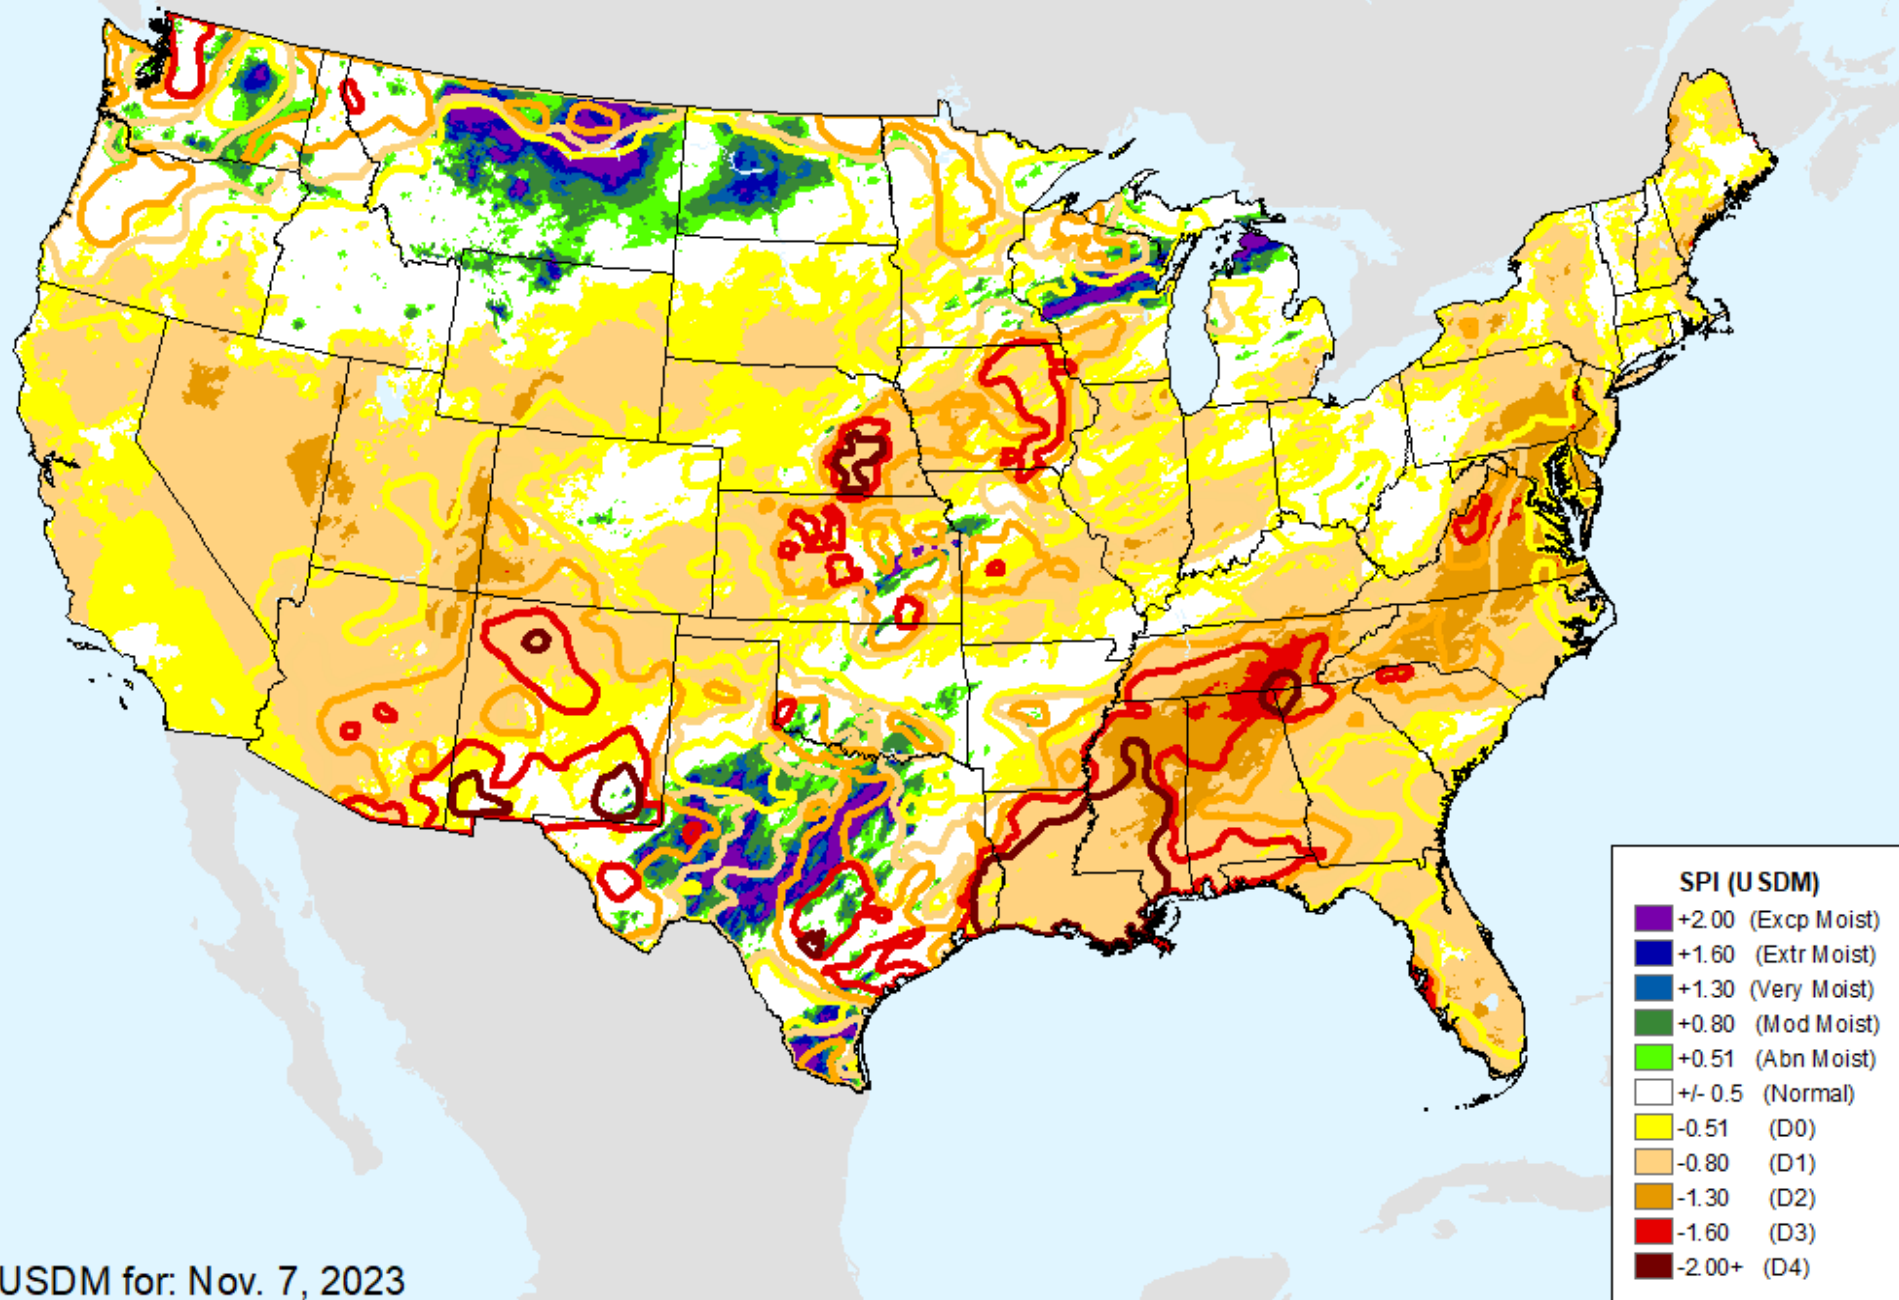 SPI (USDM)
+2.00 (Excp Moist)
+1.60 (Extr Moist)
+1.30 (Very Moist)
+0.80 (Mod Moist)
+0.51 (Abn Moist)
+/- 0.5 (Normal)
-0.51 (D0)
-0.80 (D1)
-1.30 (D2)
-1.60 (D3)
-2.00+ (D4)
USDM for: Nov. 7, 2023